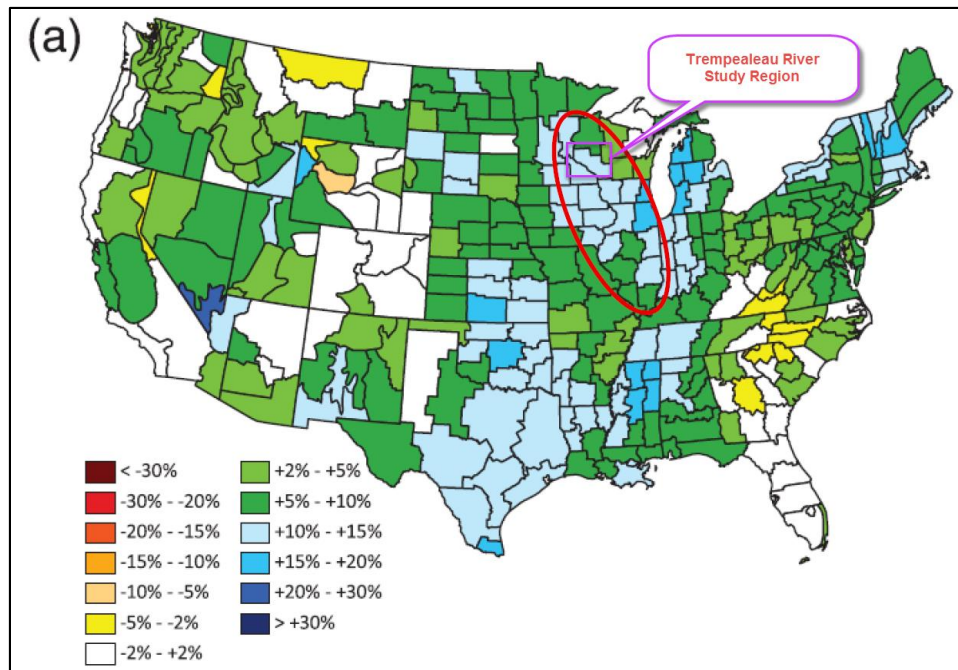 (a)
Trempealeau River
Study Region
< -30%
-30% - -20%
-20% - -15%
-15% - -10%
-10% - -5%
-5% - -2%
-2% - +2%
+2% - +5%
+5% - +10%
+10% - +15%
+15% - +20%
+20% - +30%
> +30%